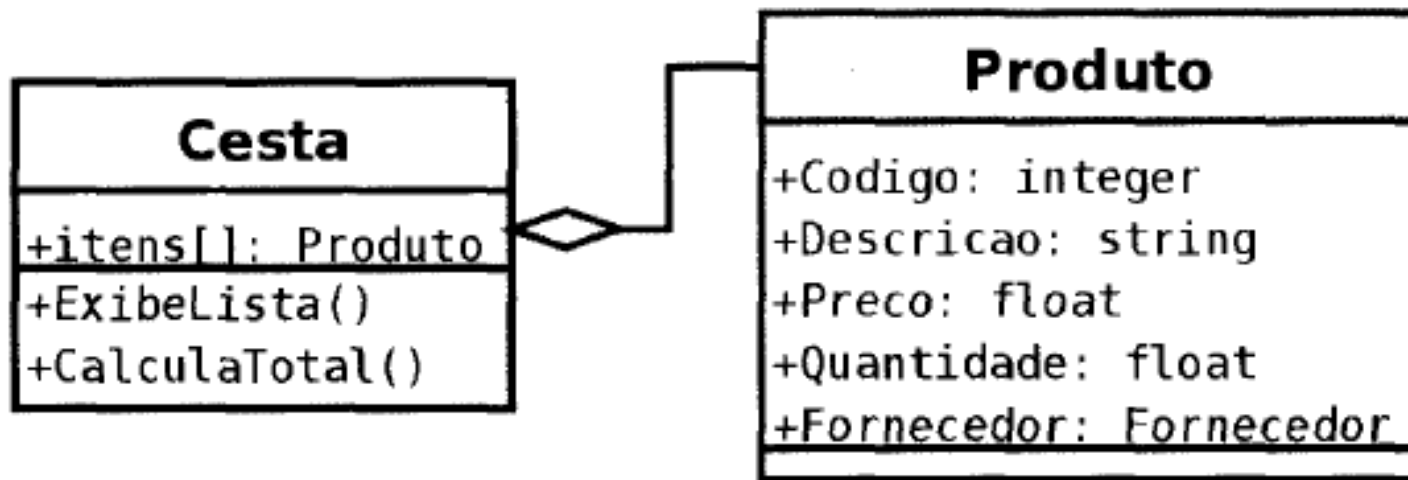 Cesta
+itens[]: Produto
+ExibeLista()
+CalculaTotal()
Produto
+Codigo: integer
+Descricao: string
+Preco: float
+Quantidade: float
+Fornecedor: Fornecedor